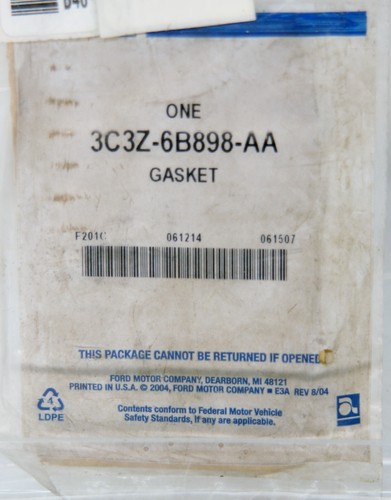 ONE
3C3Z-6B898-AA
GASKET
061214 061507
THIS PACKAGE CANNOT BE RETURNED IF OPENED
FORD MOTOR COMPANY, DEARBORN, MI 48121
PRINTED IN U.S.A. © 2004, FORD MOTOR COMPANY ■ E3A REV 8/04
4
LDPE
Contents conform to Federal Motor Vehicle
Safety Standards, If any are applicable.